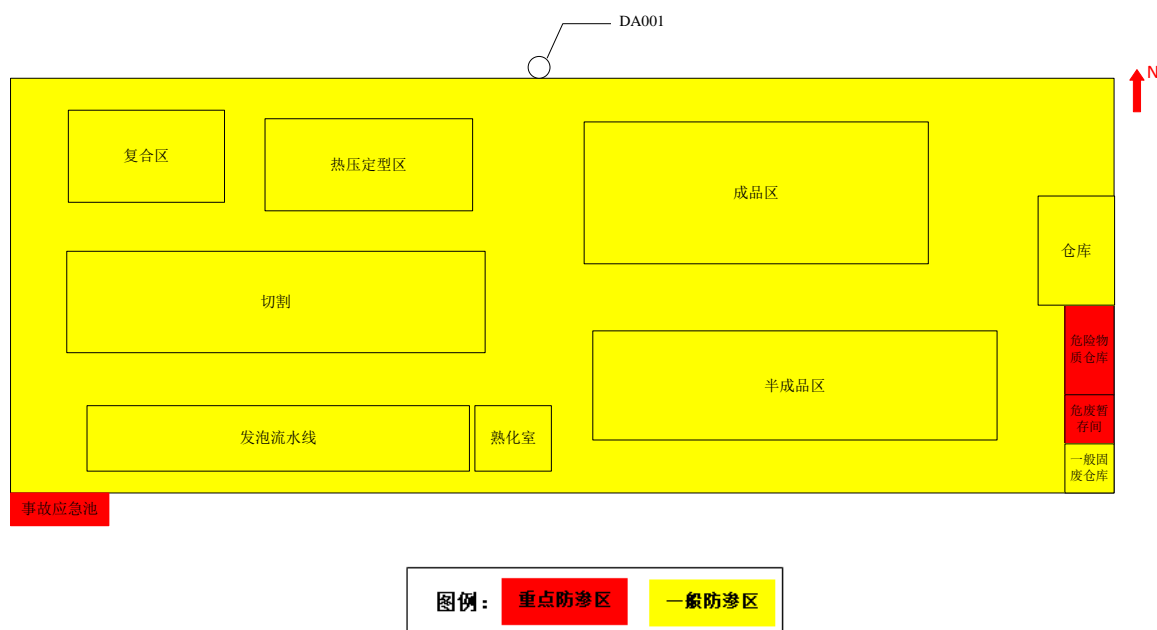 DA001
N
复合区
热压定型区
成品区
仓库
切割
危险物
质仓库
半成品区
危废暂
存间
发泡流水线
熟化室
一般固
废仓库
事故应急池
图例：
重点防渗区
一般防渗区